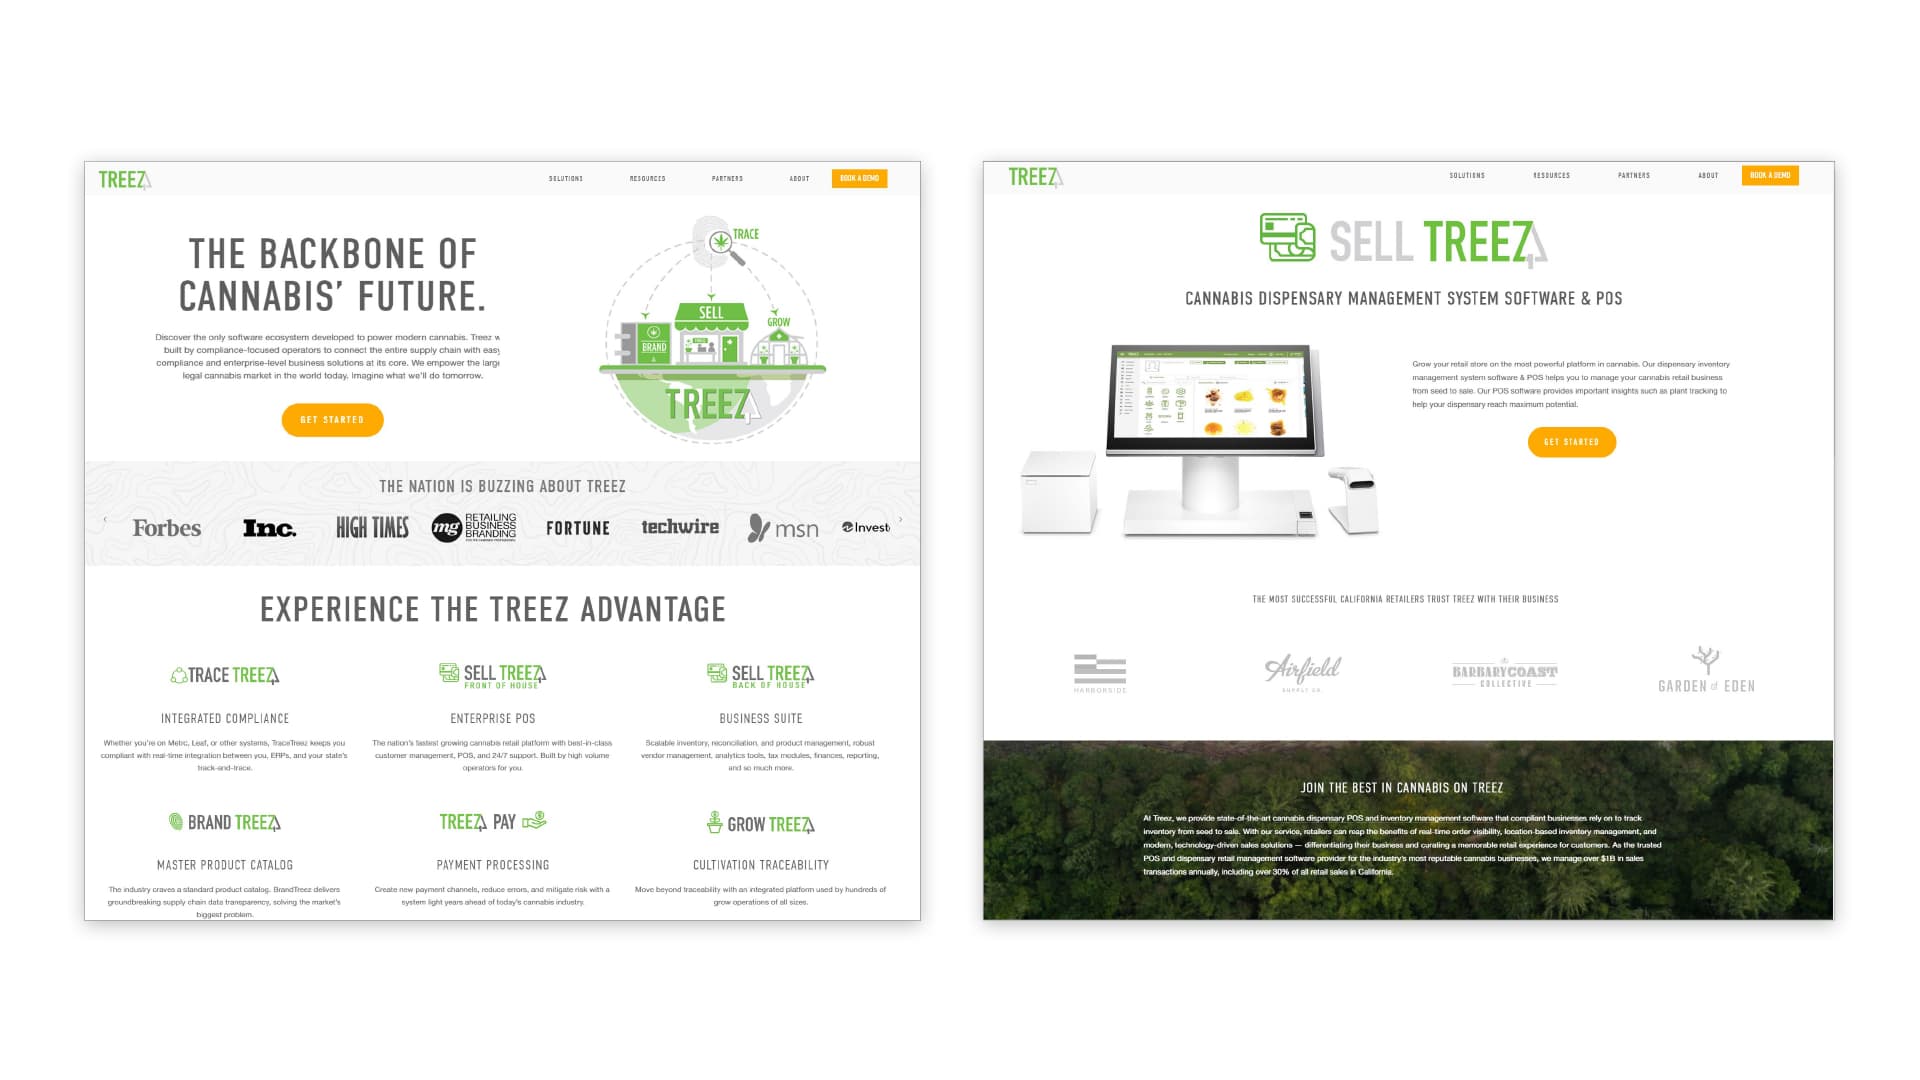 TREEZ
SOLUTIONS
RESOURCES
PARTNERS
ABOUT
BOOK A DEMO
THE BACKBONE OF
CANNABIS' FUTURE.
Discover the only software ecosystem developed to power modern cannabis. Treez w
built by compliance-focused operators to connect the entire supply chain with easy
compliance and enterprise-level business solutions at its core. We empower the large
legal cannabis market in the world today. Imagine what we'll do tomorrow.
GET STARTED
TRACE
SELL
GROW
BRAND
TREEZ
THE NATION IS BUZZING ABOUT TREEZ
Forbes
Inc.
HIGH TIMES
mg
RETAILING
BUSINESS
BRANDING
FORTUNE
techwire
msn
Invest
EXPERIENCE THE TREEZ ADVANTAGE
TRACE TREEZ
INTEGRATED COMPLIANCE
Whether you're on Metrc, Leaf, or other systems, TraceTreez keeps you
compliant with real-time integration between you, ERPs, and your state's
track-and-trace.
SELL TREEZ
FRONT OF HOUSE
ENTERPRISE POS
The nation's fastest growing cannabis retail platform with best-in-class
customer management, POS, and 24/7 support. Built by high volume
operators for you.
SELL TREEZ
BACK OF HOUSE
BUSINESS SUITE
Scalable inventory, reconciliation, and product management, robust
vendor management, analytics tools, tax modules, finances, reporting,
and so much more.
BRAND TREEZ
MASTER PRODUCT CATALOG
The industry craves a standard product catalog. BrandTreez delivers
groundbreaking supply chain data transparency, solving the market's
biggest problem.
TREEZ PAY
PAYMENT PROCESSING
Create new payment channels, reduce errors, and mitigate risk with a
system light years ahead of today's cannabis industry.
GROW TREEZ
CULTIVATION TRACEABILITY
Move beyond traceability with an integrated platform used by hundreds of
grow operations of all sizes.
TREEZ
SOLUTIONS
RESOURCES
PARTNERS
ABOUT
BOOK A DEMO
SELL TREEZ
CANNABIS DISPENSARY MANAGEMENT SYSTEM SOFTWARE & POS
Grow your retail store on the most powerful platform in cannabis. Our dispensary inventory
management system software & POS helps you to manage your cannabis retail business
from seed to sale. Our POS software provides important insights such as plant tracking to
help your dispensary reach maximum potential.
GET STARTED
THE MOST SUCCESSFUL CALIFORNIA RETAILERS TRUST TREEZ WITH THEIR BUSINESS
HARBORSIDE
Airfield
SUPPLY CO.
BARBARY COAST
COLLECTIVE
GARDEN of EDEN
JOIN THE BEST IN CANNABIS ON TREEZ
At Treez, we provide state-of-the-art cannabis dispensary POS and inventory management software that compliant businesses rely on to track
inventory from seed to sale. With our service, retailers can reap the benefits of real-time order visibility, location-based inventory management, and
modern, technology-driven sales solutions — differentiating their business and curating a memorable retail experience for customers. As the trusted
POS and dispensary retail management software provider for the industry's most reputable cannabis businesses, we manage over $1B in sales
transactions annually, including over 30% of all retail sales in California.